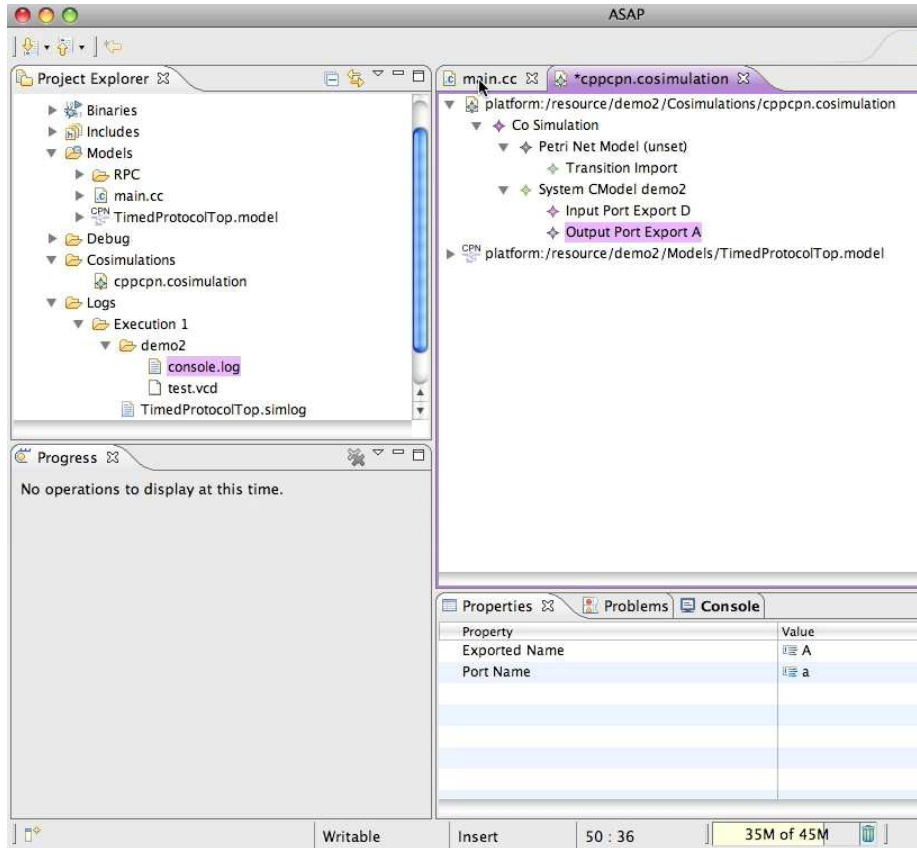 ASAP
Project Explorer
Binaries
Includes
Models
RPC
main.cc
CPN TimedProtocolTop.model
Debug
Cosimulations
cppcpn.cosimulation
Logs
Execution 1
demo2
console.log
test.vcd
TimedProtocolTop.simlog
Progress
No operations to display at this time.
main.cc *cppcpn.cosimulation
platform:/resource/demo2/Cosimulations/cppcpn.cosimulation
Co Simulation
Petri Net Model (unset)
Transition Import
System CModel demo2
Input Port Export D
Output Port Export A
CPN platform:/resource/demo2/Models/TimedProtocolTop.model
Properties Problems Console
Property Value
Exported Name A
Port Name a
Writable Insert 50 : 36 35M of 45M